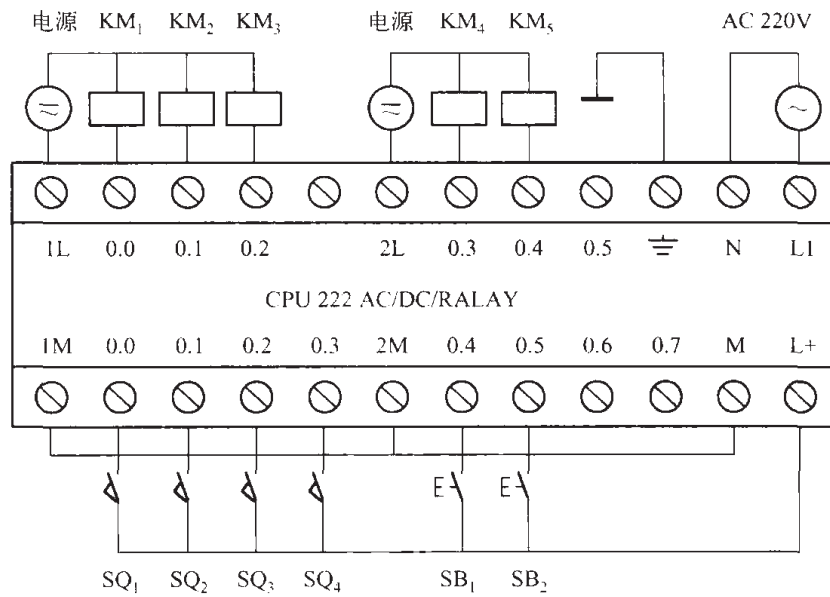 电源 KM₁ KM₂ KM₃ 电源 KM₄ KM₅ AC 220V
1L 0.0 0.1 0.2 2L 0.3 0.4 0.5 N L1
CPU 222 AC/DC/RALAY
1M 0.0 0.1 0.2 0.3 2M 0.4 0.5 0.6 0.7 M L+
E E
SQ₁ SQ₂ SQ₃ SQ₄ SB₁ SB₂